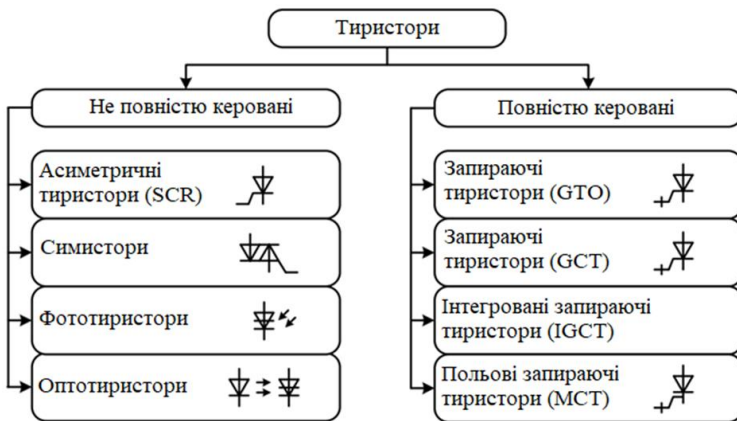 Тиристори
Не повністю керовані
Асиметричні
тиристори (SCR)
Симистори
Фототиристори
Оптотиристори
Повністю керовані
Запираючі
тиристори (GTO)
Запираючі
тиристори (GCT)
Інтегровані запираючі
тиристори (IGCT)
Польові запираючі
тиристори (MCT)